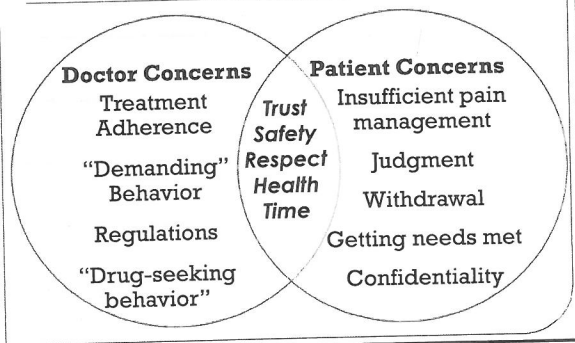 Doctor Concerns
Treatment
Adherence
“Demanding”
Behavior
Regulations
“Drug-seeking
behavior”
Trust
Safety
Respect
Health
Time
Patient Concerns
Insufficient pain
management
Judgment
Withdrawal
Getting needs met
Confidentiality